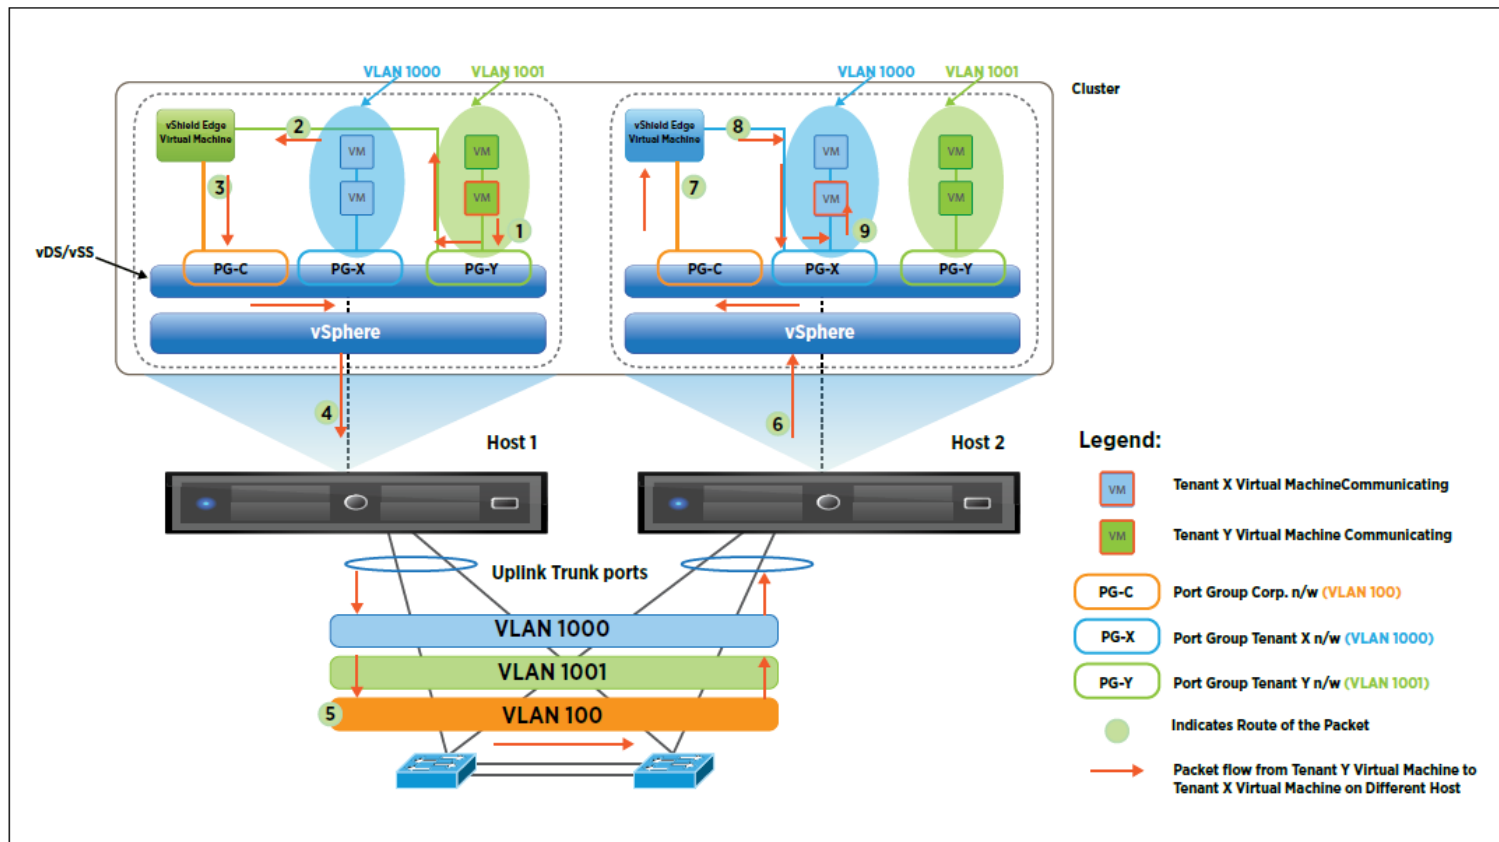 VLAN 1000
VLAN 1001
VLAN 1000
VLAN 1001
Cluster
vShield Edge
Virtual Machine
2
VM
VM
VM
VM
3
1
vDS/vSS
PG-C
PG-X
PG-Y
vSphere
vShield Edge
Virtual Machine
8
VM
VM
VM
VM
7
9
PG-C
PG-X
PG-Y
vSphere
4
6
Host 1
Host 2
Uplink Trunk ports
VLAN 1000
VLAN 1001
5
VLAN 100
Legend:
VM
Tenant X Virtual MachineCommunicating
VM
Tenant Y Virtual Machine Communicating
PG-C
Port Group Corp. n/w (VLAN 100)
PG-X
Port Group Tenant X n/w (VLAN 1000)
PG-Y
Port Group Tenant Y n/w (VLAN 1001)
Indicates Route of the Packet
Packet flow from Tenant Y Virtual Machine to
Tenant X Virtual Machine on Different Host